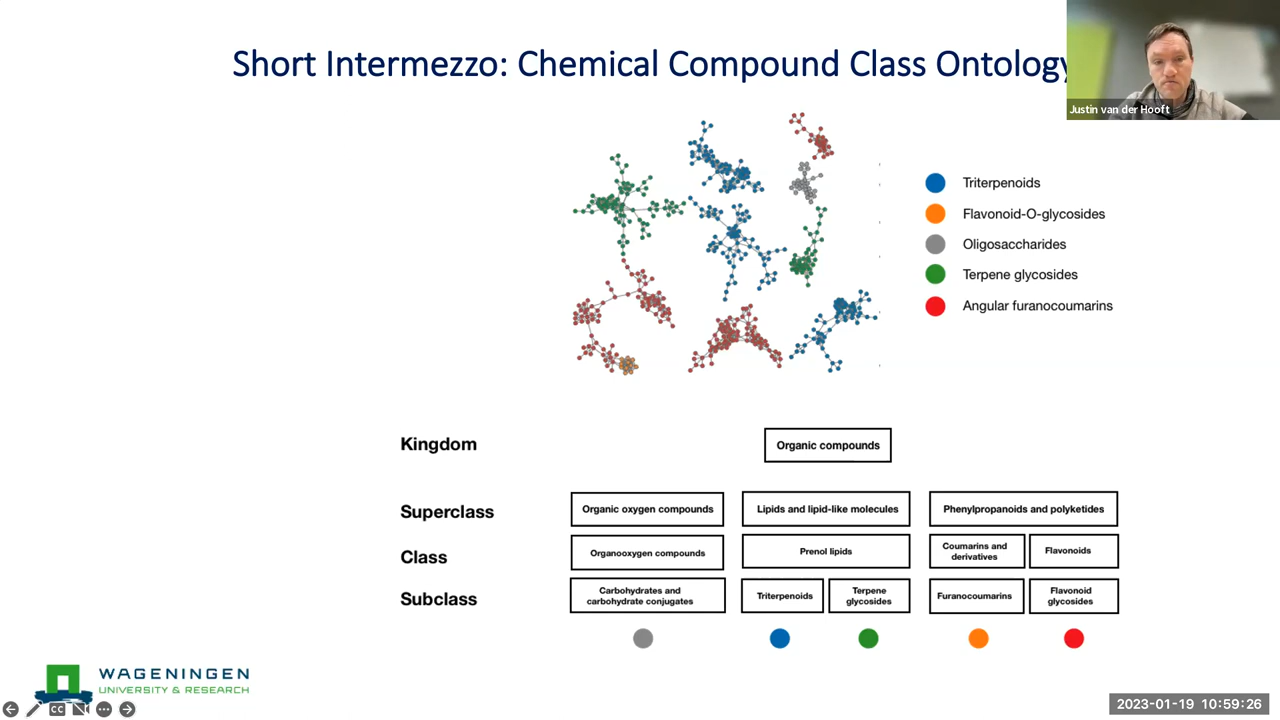 Short Intermezzo: Chemical Compound Class Ontology
Justin van der Hooft
Triterpenoids
Flavonoid-O-glycosides
Oligosaccharides
Terpene glycosides
Angular furanocoumarins
Kingdom
Organic compounds
Superclass
Organic oxygen compounds
Lipids and lipid-like molecules
Phenylpropanoids and polyketides
Class
Organooxygen compounds
Prenol lipids
Coumarins and
derivatives
Flavonoids
Subclass
Carbohydrates and
carbohydrate conjugates
Triterpenoids
Terpene
glycosides
Furanocoumarins
Flavonoid
glycosides
WAGENINGEN
UNIVERSITY & RESEARCH
CC
2023-01-19 10:59:26